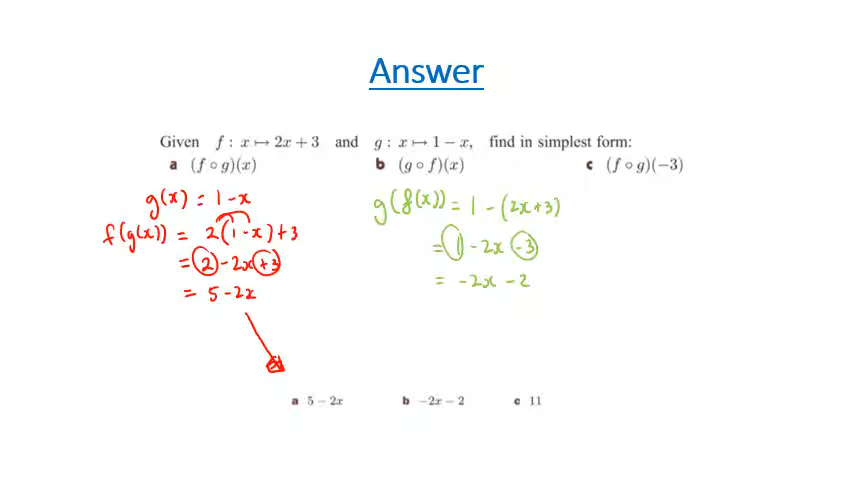 Answer
Given f : x ↦ 2x + 3 and g : x ↦ 1 − x, find in simplest form:
a (f ∘ g)(x) b (g ∘ f)(x) c (f ∘ g)(−3)
g(x) = 1 − x
f(g(x)) = 2(1 − x) + 3
= 2 − 2x + 3
= 5 − 2x
g(f(x)) = 1 − (2x + 3)
= 1 − 2x − 3
= −2x − 2
a 5 − 2x b −2x − 2 c 11